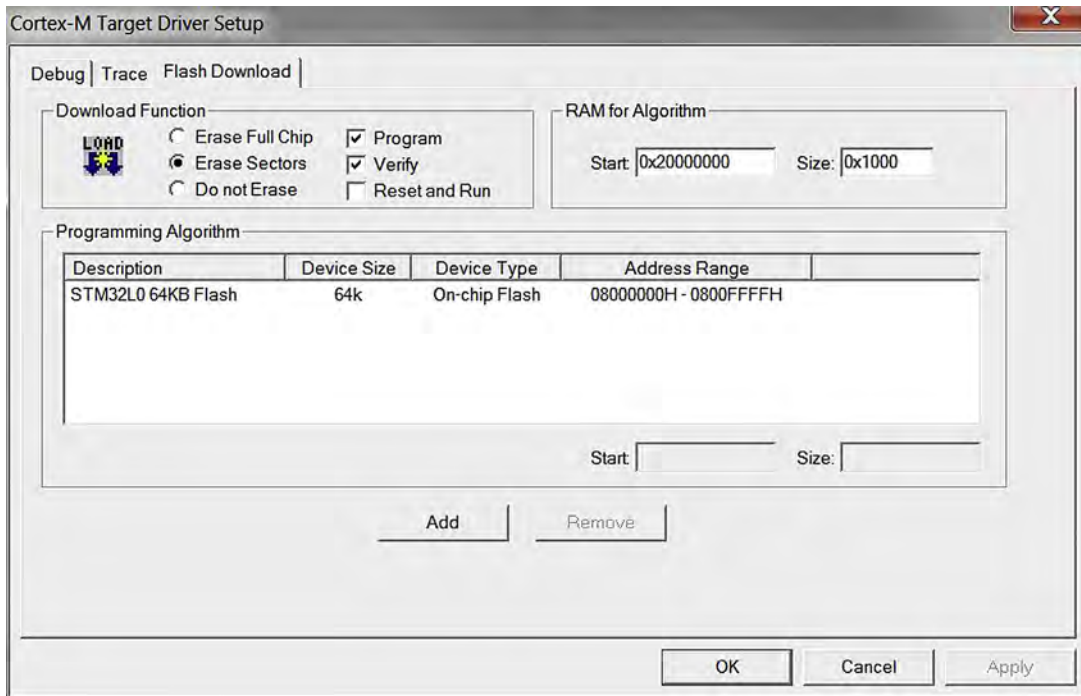 Cortex-M Target Driver Setup
X
Debug Trace Flash Download
Download Function
LOAD
Erase Full Chip
Program
Erase Sectors
Verify
Do not Erase
Reset and Run
RAM for Algorithm
Start: 0x20000000 Size: 0x1000
Programming Algorithm
Description Device Size Device Type Address Range
STM32L0 64KB Flash 64k On-chip Flash 08000000H - 0800FFFFH
Start: Size:
Add Remove
OK Cancel Apply